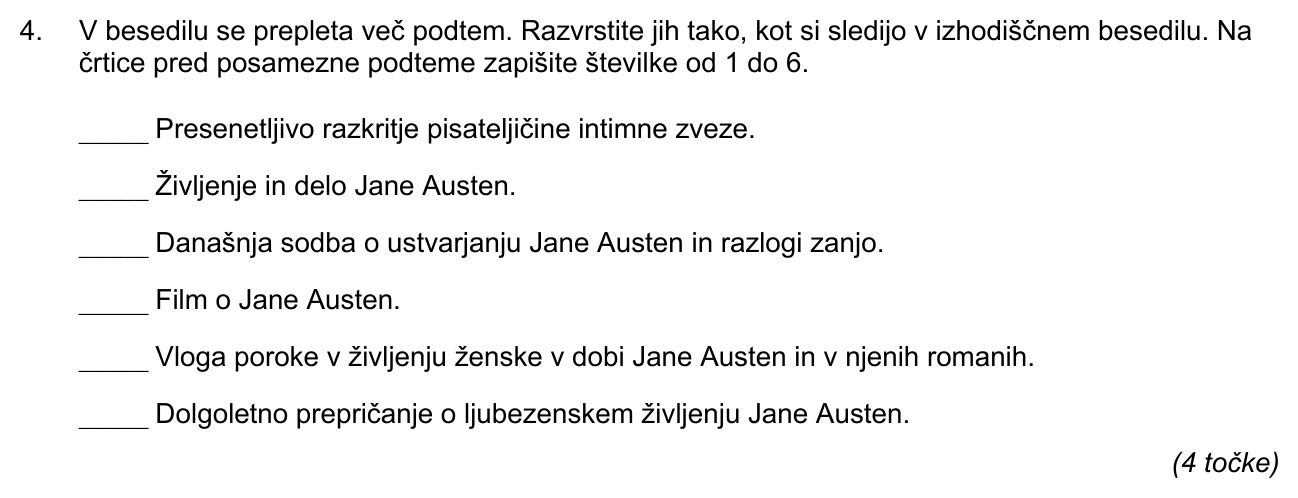 4. V besedilu se prepleta več podtem. Razvrstite jih tako, kot si sledijo v izhodiščnem besedilu. Na
črtice pred posamezne podteme zapišite številke od 1 do 6.
_____ Presenetljivo razkritje pisateljičine intimne zveze.
_____ Življenje in delo Jane Austen.
_____ Današnja sodba o ustvarjanju Jane Austen in razlogi zanjo.
_____ Film o Jane Austen.
_____ Vloga poroke v življenju ženske v dobi Jane Austen in v njenih romanih.
_____ Dolgoletno prepričanje o ljubezenskem življenju Jane Austen.
(4 točke)